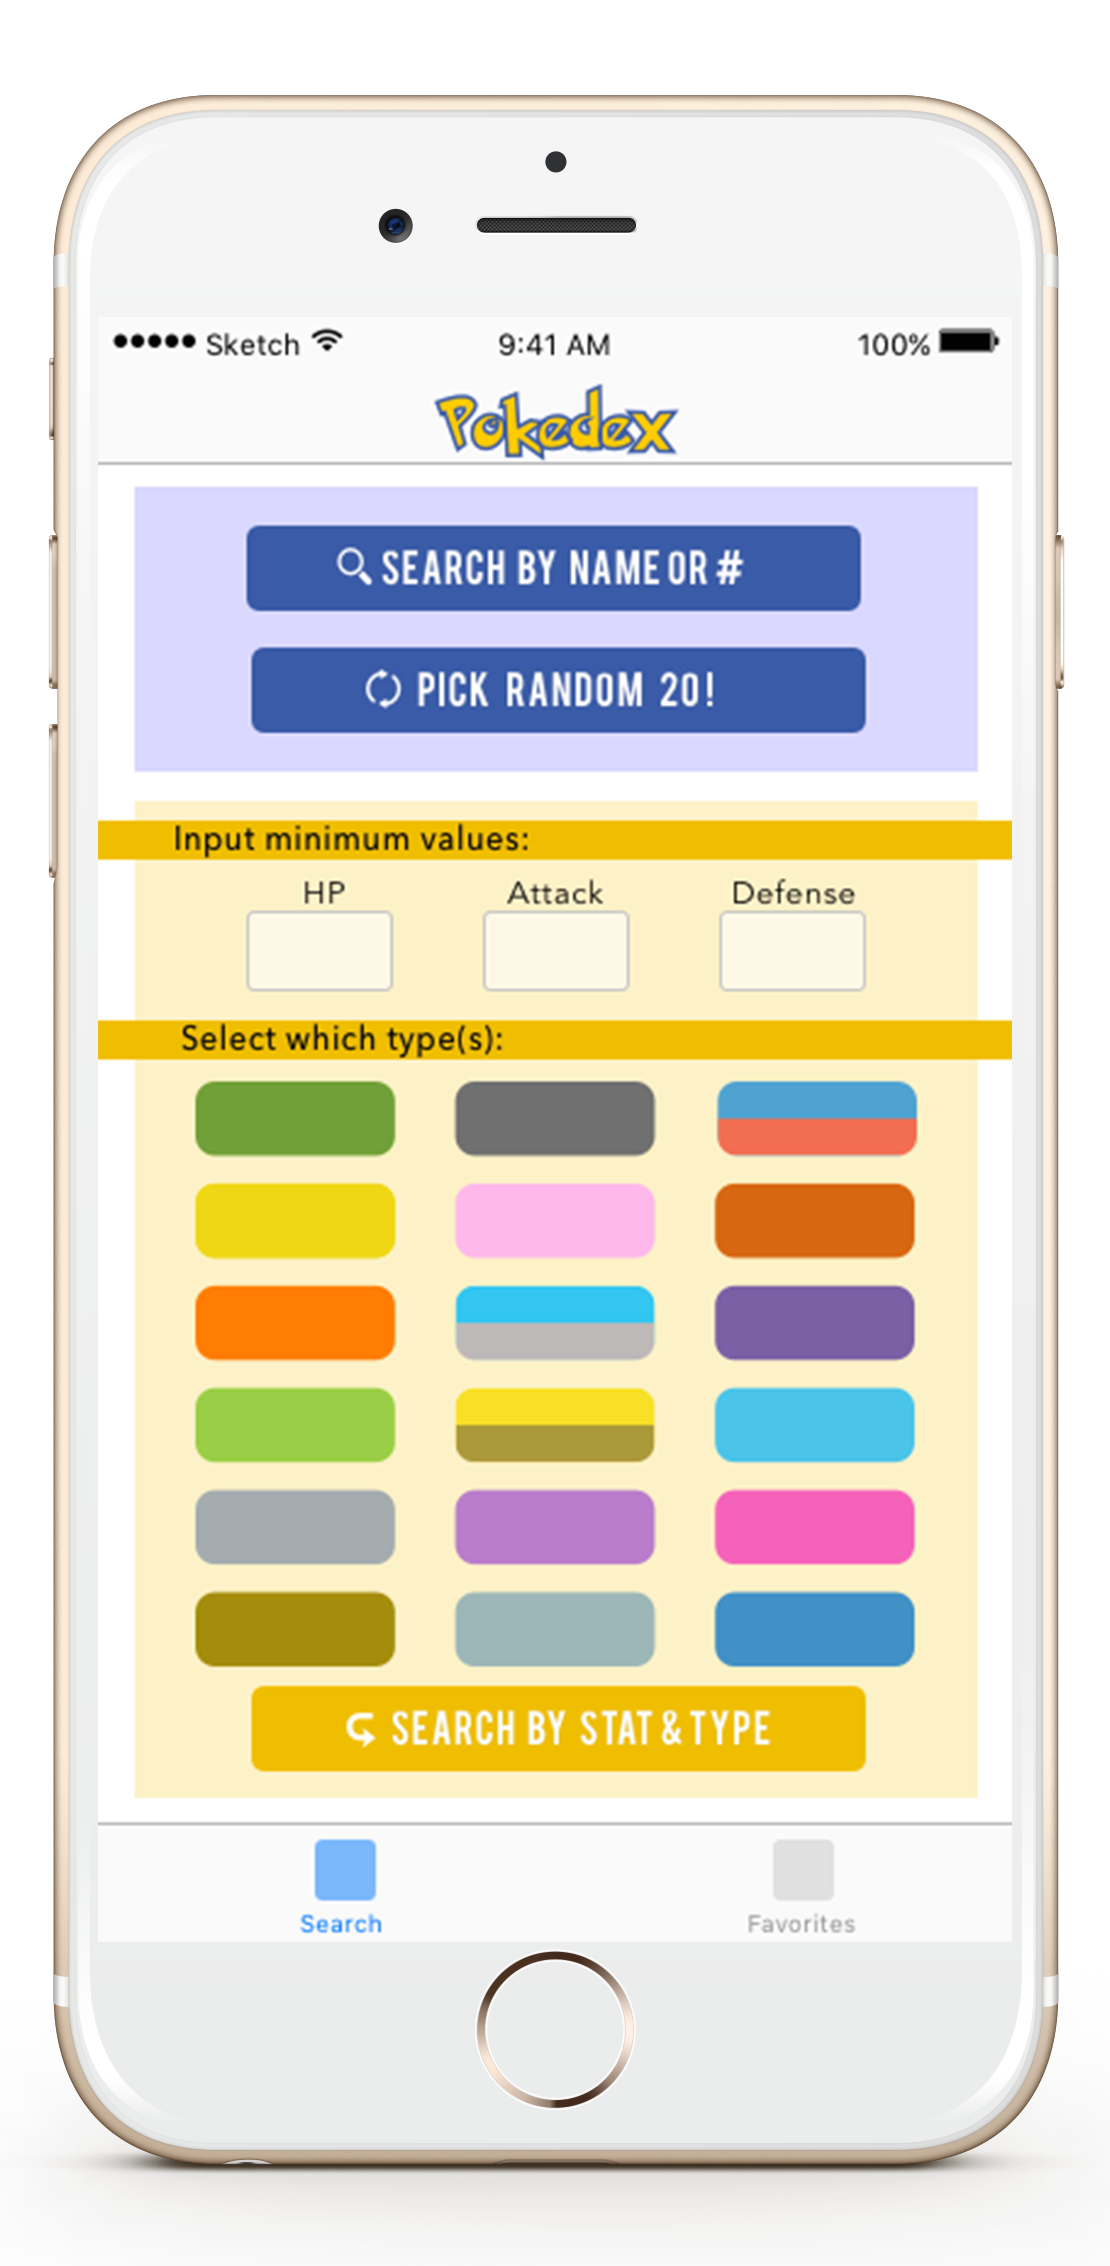 Sketch 9:41 AM 100%
Pokedex
SEARCH BY NAME OR #
PICK RANDOM 20!
Input minimum values:
HP Attack Defense
Select which type(s):
SEARCH BY STAT & TYPE
Search Favorites